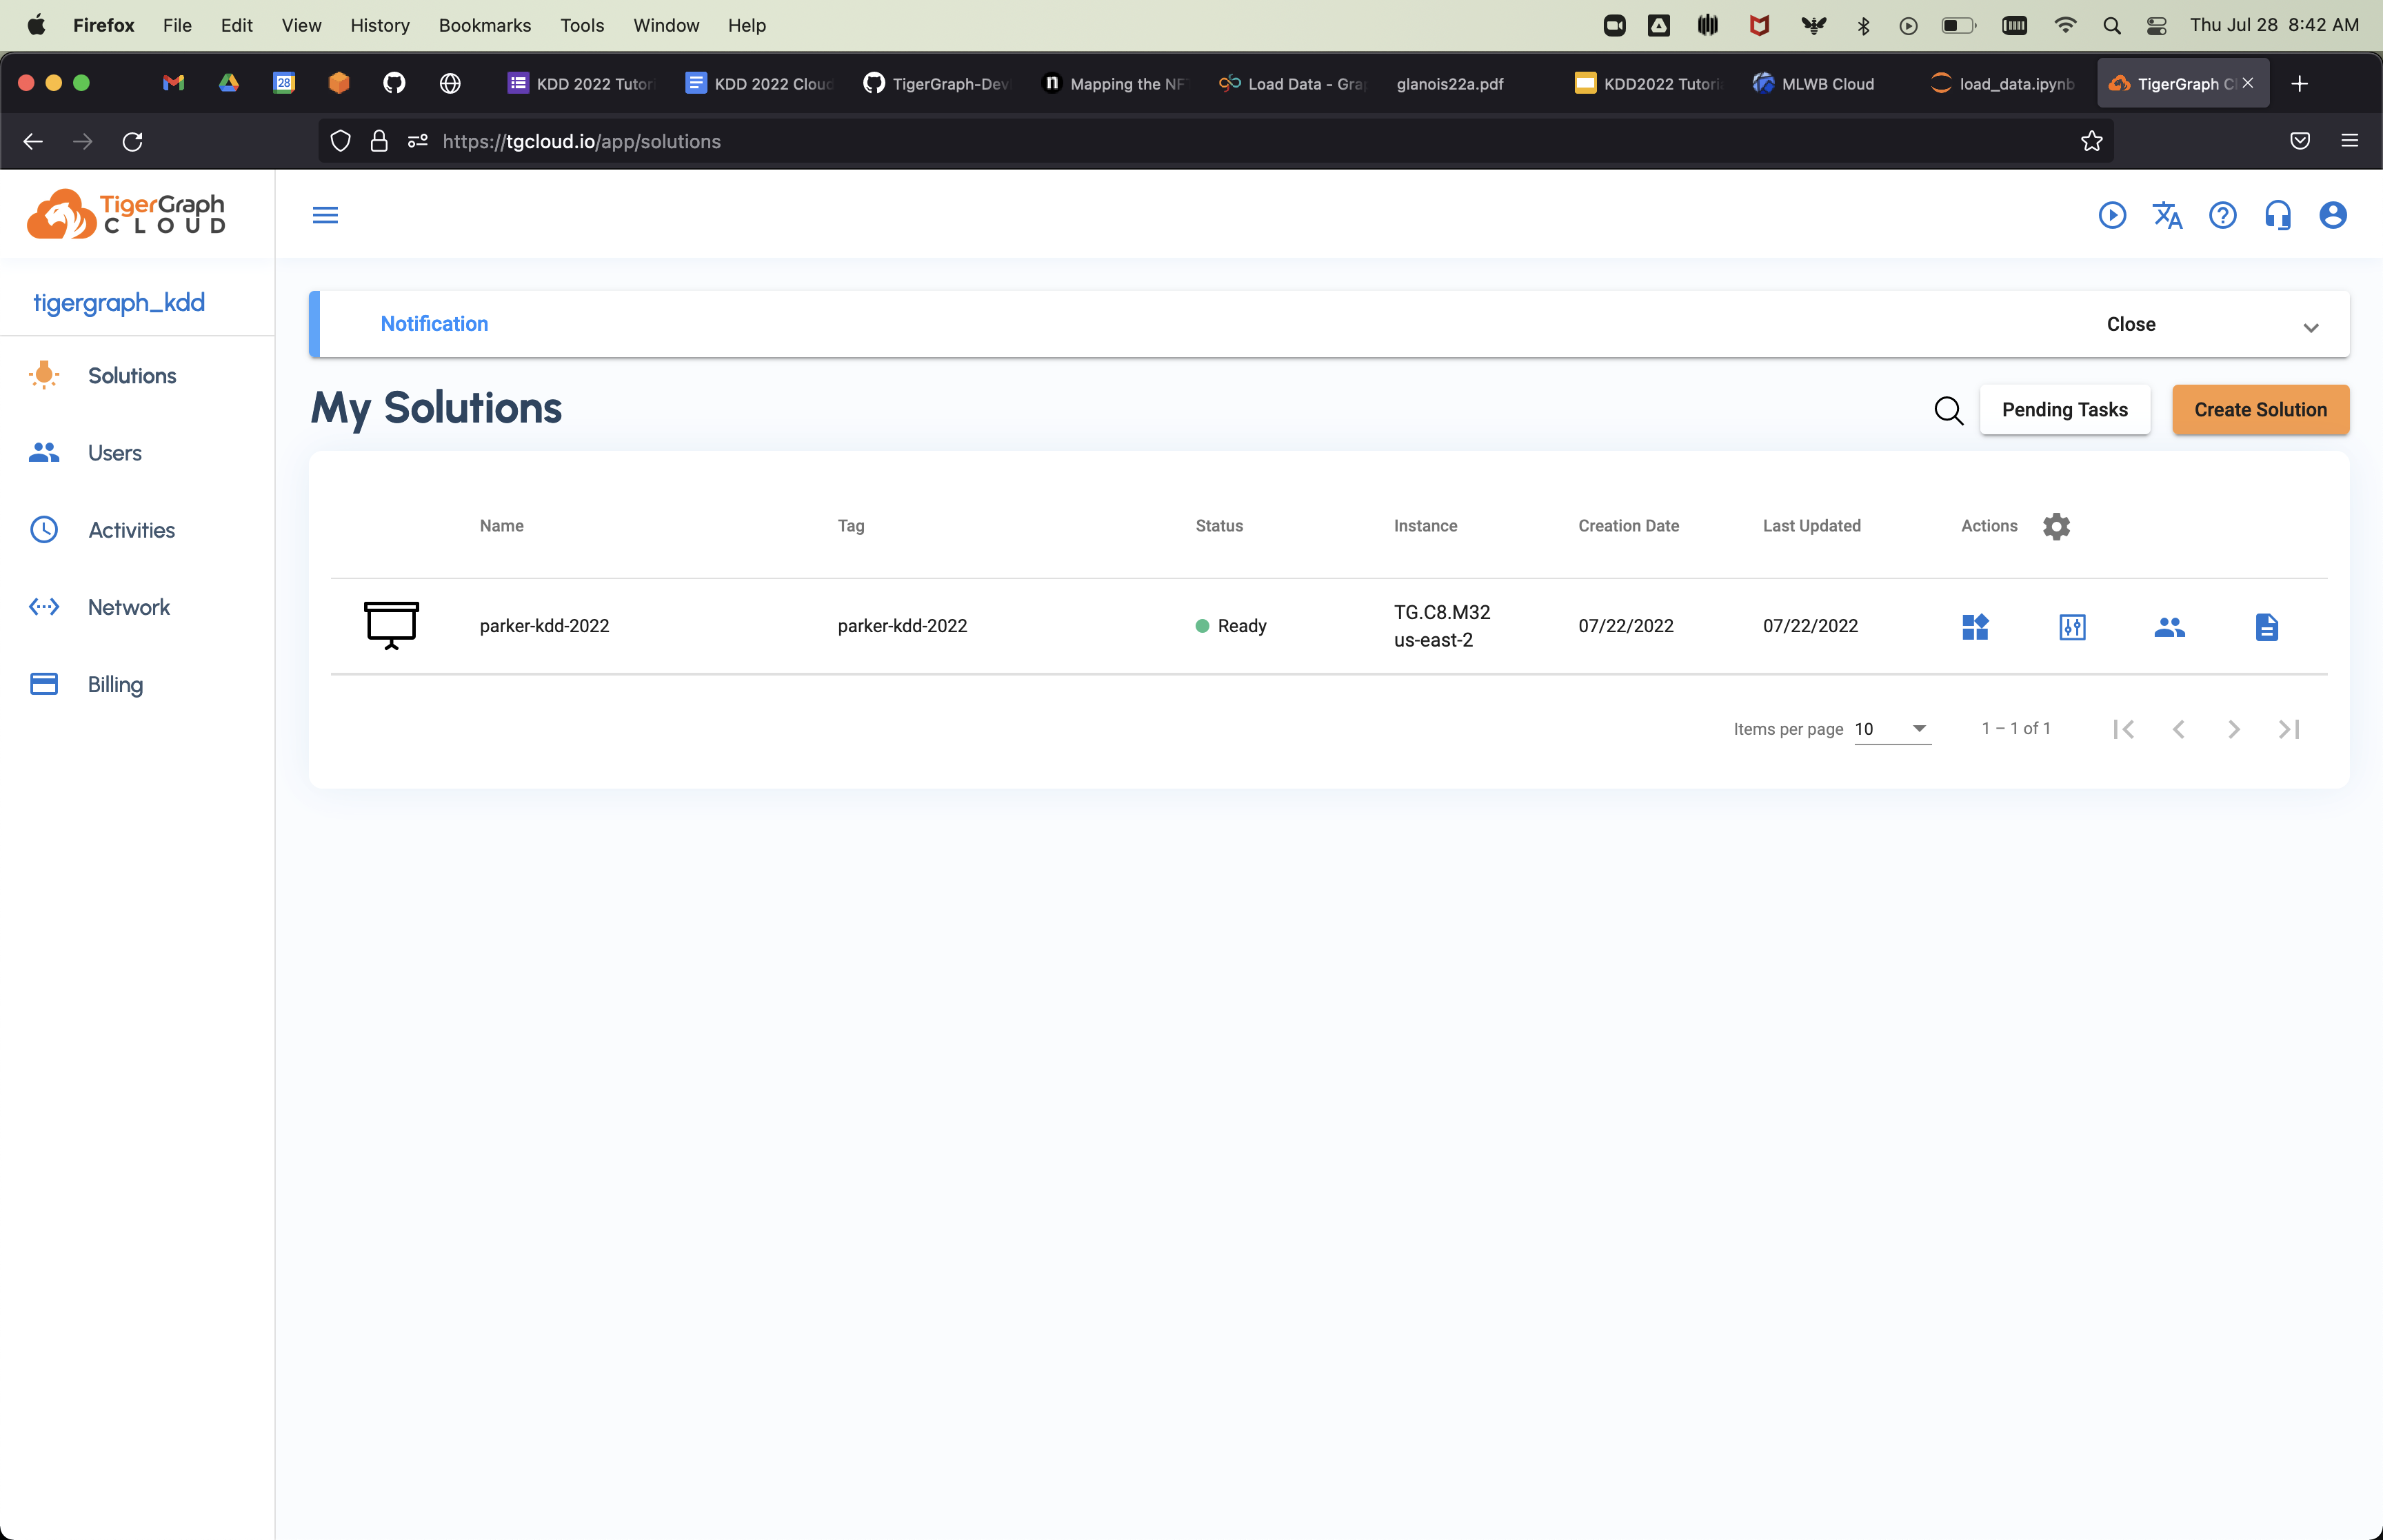 Firefox File Edit View History Bookmarks Tools Window Help Thu Jul 28 8:42 AM
28 KDD 2022 Tutori KDD 2022 Cloud TigerGraph-Dev n Mapping the NF Load Data - Gra glanois22a.pdf KDD2022 Tutori MLWB Cloud load_data.ipynb TigerGraph Cl
https://tgcloud.io/app/solutions
TigerGraph
CLOUD
tigergraph_kdd
Solutions
Users
Activities
Network
Billing
Notification Close
My Solutions Pending Tasks Create Solution
Name Tag Status Instance Creation Date Last Updated Actions
parker-kdd-2022 parker-kdd-2022 Ready TG.C8.M32 07/22/2022 07/22/2022
us-east-2
Items per page 10 1 – 1 of 1